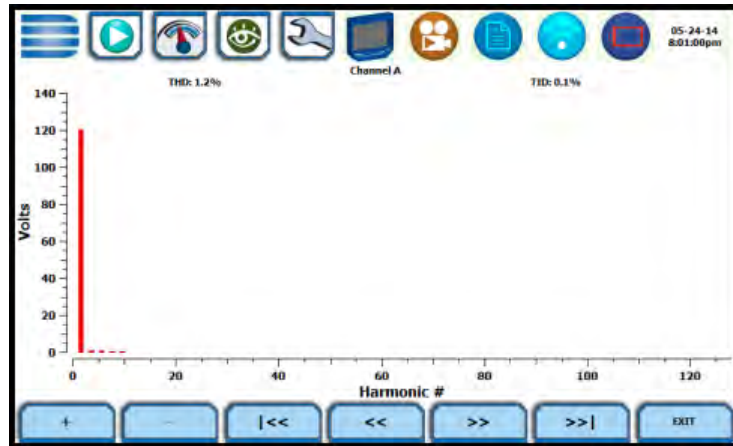 05-24-14
8:01:00pm
Channel A
THD: 1.2%
TID: 0.1%
140
120
100
80
60
40
20
0
Volts
0 20 40 60 80 100 120
Harmonic #
+ - |<< << >> >>| EXIT